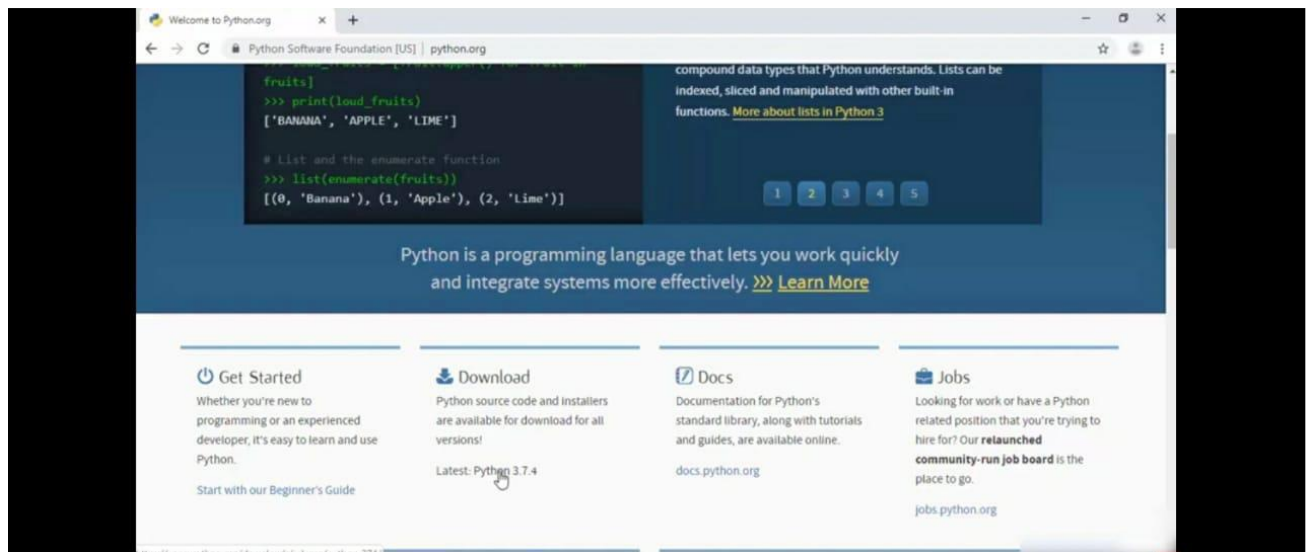 Welcome to Python.org
Python Software Foundation [US] | python.org
fruits]
>>> print(loud_fruits)
['BANANA', 'APPLE', 'LIME']
# List and the enumerate function
>>> list(enumerate(fruits))
[(0, 'Banana'), (1, 'Apple'), (2, 'Lime')]
compound data types that Python understands. Lists can be
indexed, sliced and manipulated with other built-in
functions. More about lists in Python 3
1 2 3 4 5
Python is a programming language that lets you work quickly
and integrate systems more effectively. >>> Learn More
Get Started
Whether you're new to
programming or an experienced
developer, it's easy to learn and use
Python.
Start with our Beginner's Guide
Download
Python source code and installers
are available for download for all
versions!
Latest: Python 3.7.4
Docs
Documentation for Python's
standard library, along with tutorials
and guides, are available online.
docs.python.org
Jobs
Looking for work or have a Python
related position that you're trying to
hire for? Our relaunched
community-run job board is the
place to go.
jobs.python.org